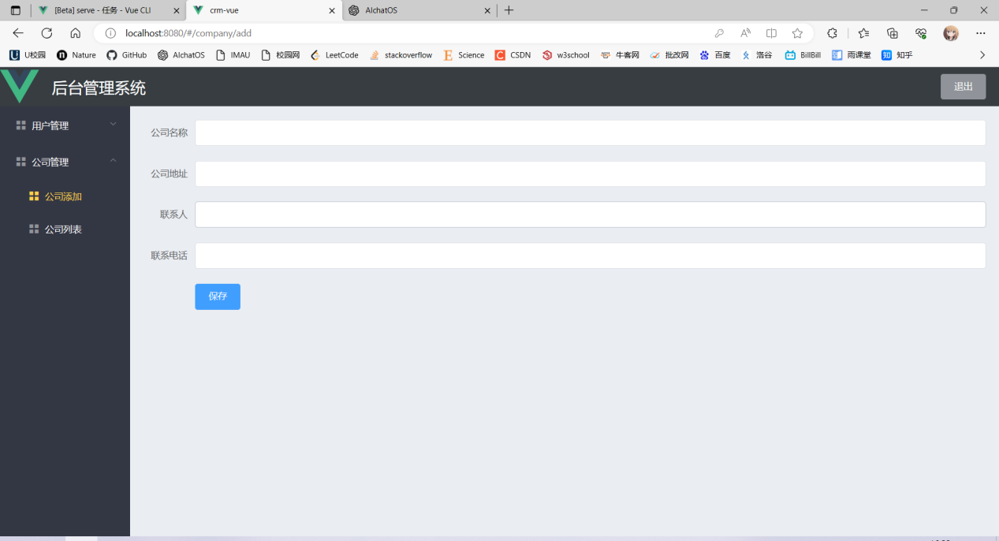 [Beta] serve - 任务 - Vue CLI
crm-vue
AIchatOS
localhost:8080/#/company/add
U校园 Nature GitHub AIchatOS IMAU 校园网 LeetCode stackoverflow Science CSDN w3school 牛客网 批改网 百度 洛谷 BillBill 雨课堂 知乎
后台管理系统
退出
用户管理
公司管理
公司添加
公司列表
公司名称
公司地址
联系人
联系电话
保存